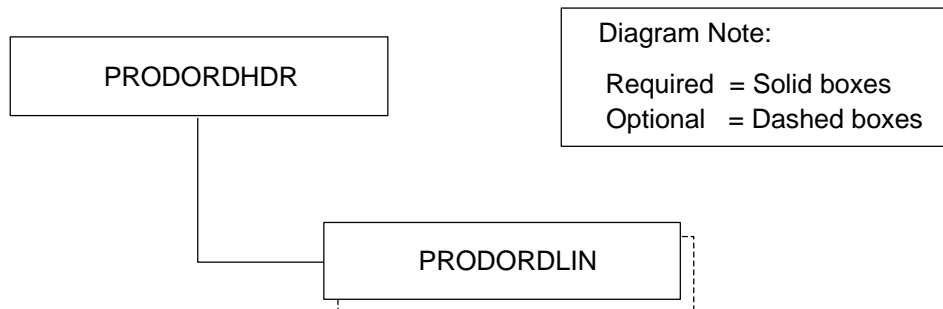 PRODORDHDR
Diagram Note:
Required = Solid boxes
Optional = Dashed boxes
PRODORDLIN